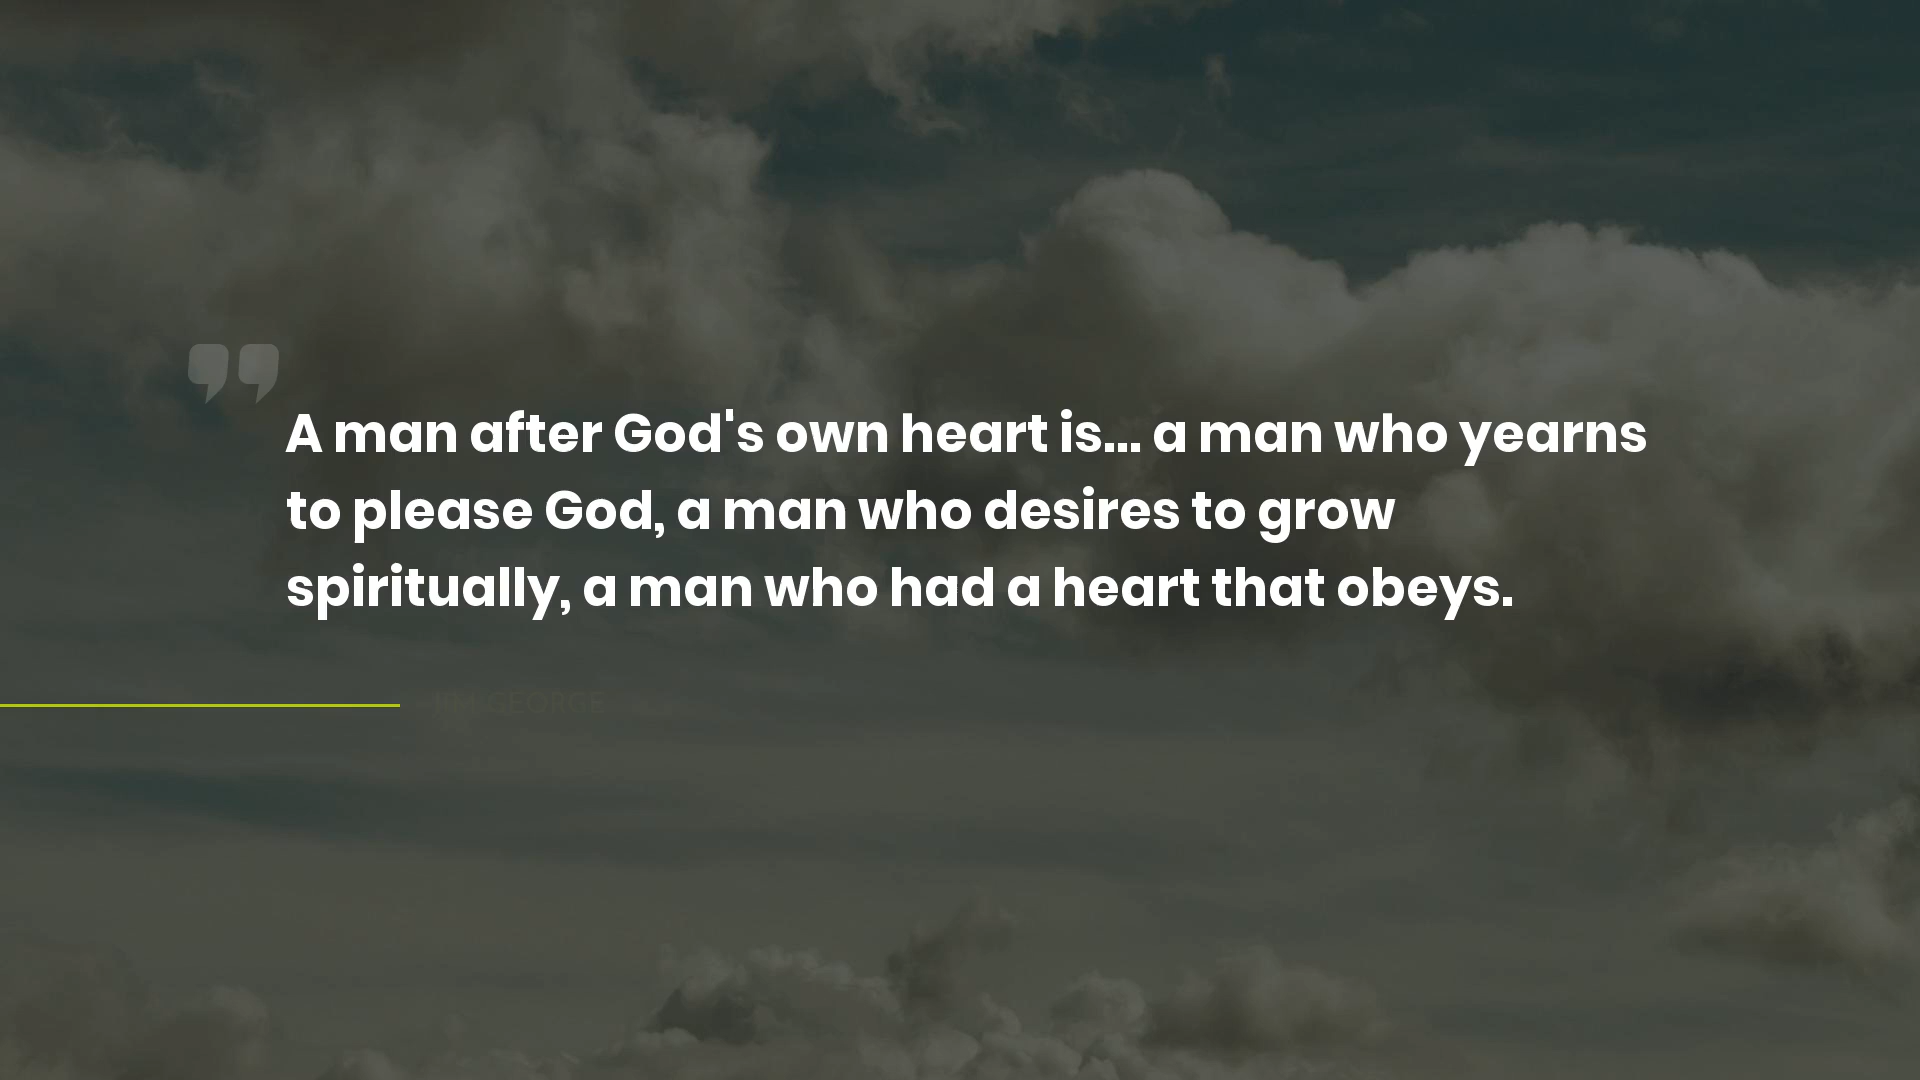 A man after God's own heart is... a man who yearns
to please God, a man who desires to grow
spiritually, a man who had a heart that obeys.
JIM GEORGE